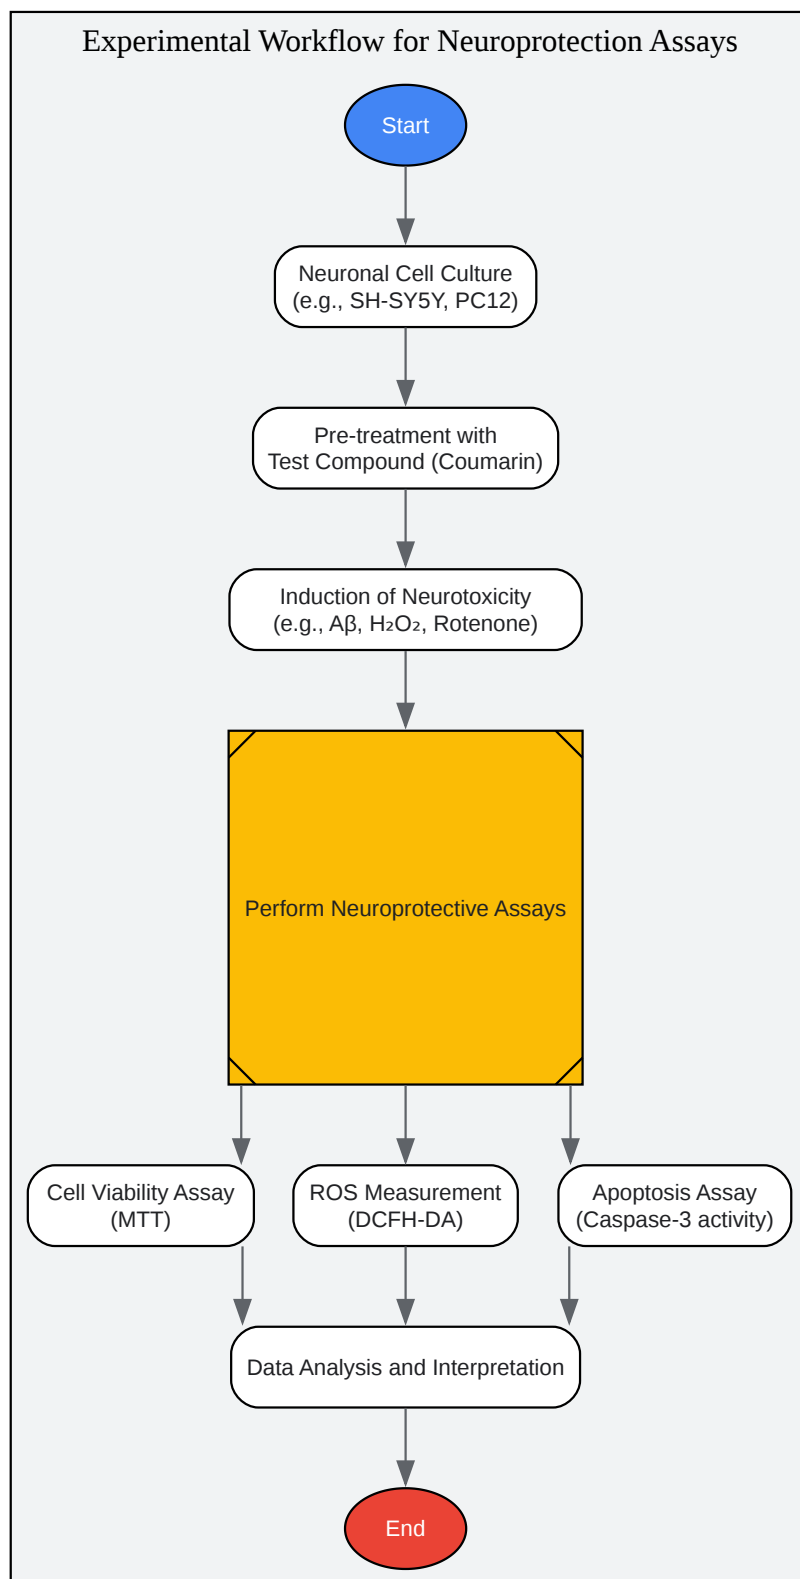 Experimental Workflow for Neuroprotection Assays
Start
Neuronal Cell Culture
(e.g., SH-SY5Y, PC12)
Pre-treatment with
Test Compound (Coumarin)
Induction of Neurotoxicity
(e.g., Aβ, H₂O₂, Rotenone)
Perform Neuroprotective Assays
Cell Viability Assay
(MTT)
ROS Measurement
(DCFH-DA)
Apoptosis Assay
(Caspase-3 activity)
Data Analysis and Interpretation
End